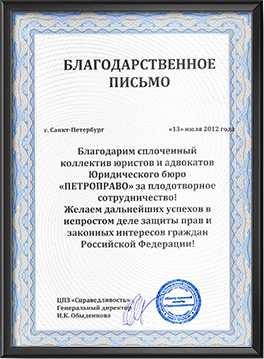 БЛАГОДАРСТВЕННОЕ
ПИСЬМО
г. Санкт-Петербург «13» июля 2012 года
Благодарим сплоченный
коллектив юристов и адвокатов
Юридического бюро
«ПЕТРОПРАВО» за плодотворное
сотрудничество!
Желаем дальнейших успехов в
непростом деле защиты прав и
законных интересов граждан
Российской Федерации!
ЦПЗ «Справедливость»
Генеральный директор
И.К. Обыденнова